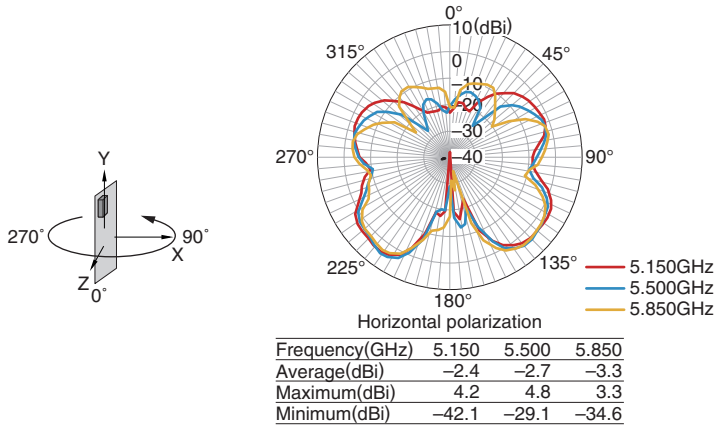 0°
10(dBi)
315°
45°
0
−10
−20
−30
−40
270°
90°
Y
270°
90°
X
Z
0°
225°
135°
180°
5.150GHz
5.500GHz
5.850GHz
Horizontal polarization
Frequency(GHz) 5.150 5.500 5.850
Average(dBi) −2.4 −2.7 −3.3
Maximum(dBi) 4.2 4.8 3.3
Minimum(dBi) −42.1 −29.1 −34.6